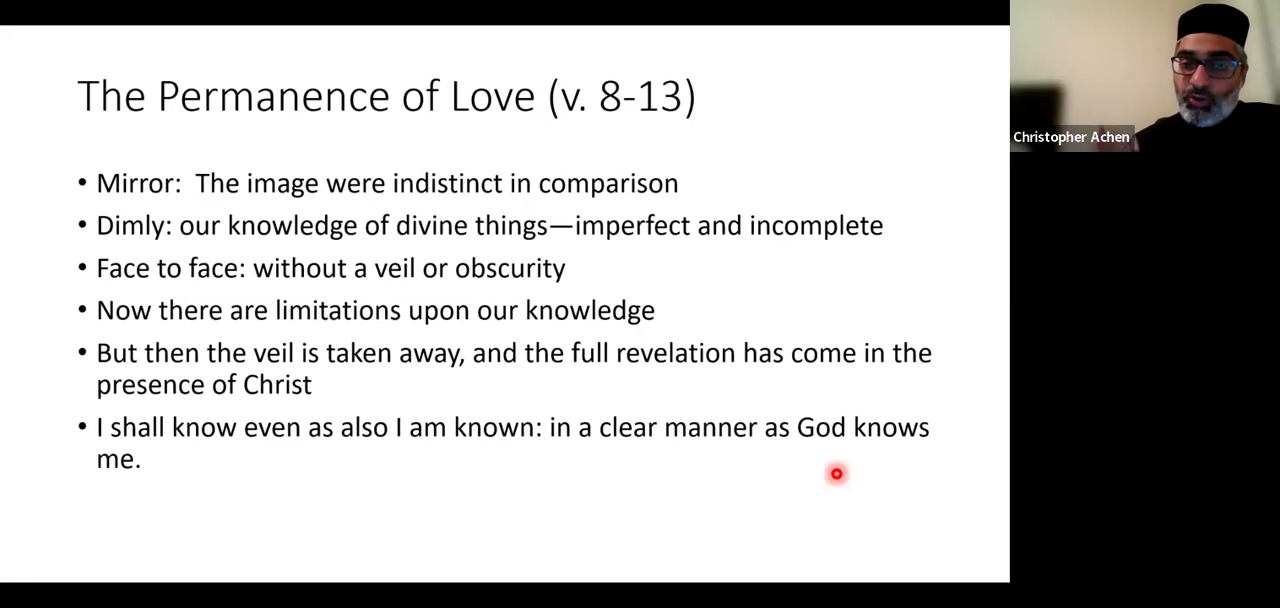 The Permanence of Love (v. 8-13)
• Mirror:  The image were indistinct in comparison
• Dimly: our knowledge of divine things—imperfect and incomplete
• Face to face: without a veil or obscurity
• Now there are limitations upon our knowledge
• But then the veil is taken away, and the full revelation has come in the
presence of Christ
• I shall know even as also I am known: in a clear manner as God knows
me.
Christopher Achen